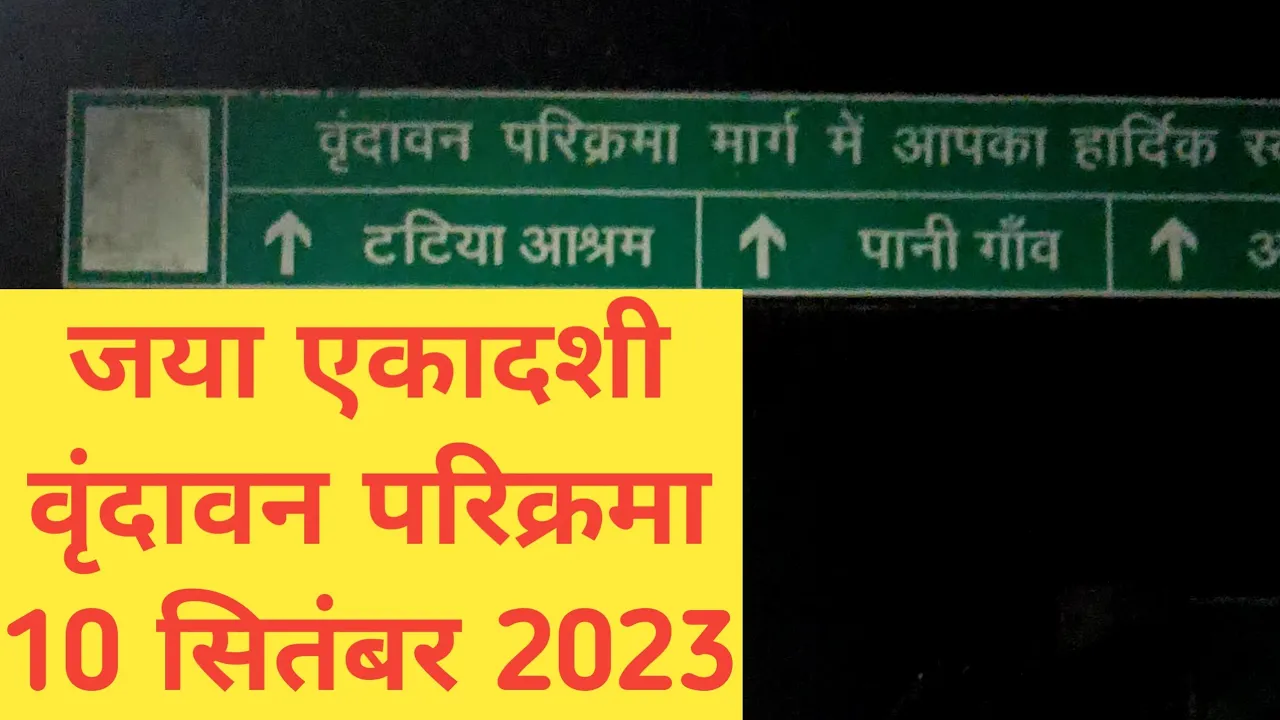 वृंदावन परिक्रमा मार्ग में आपका हार्दिक
टटिया आश्रम पानी गाँव
जया एकादशी
वृंदावन परिक्रमा
10 सितंबर 2023